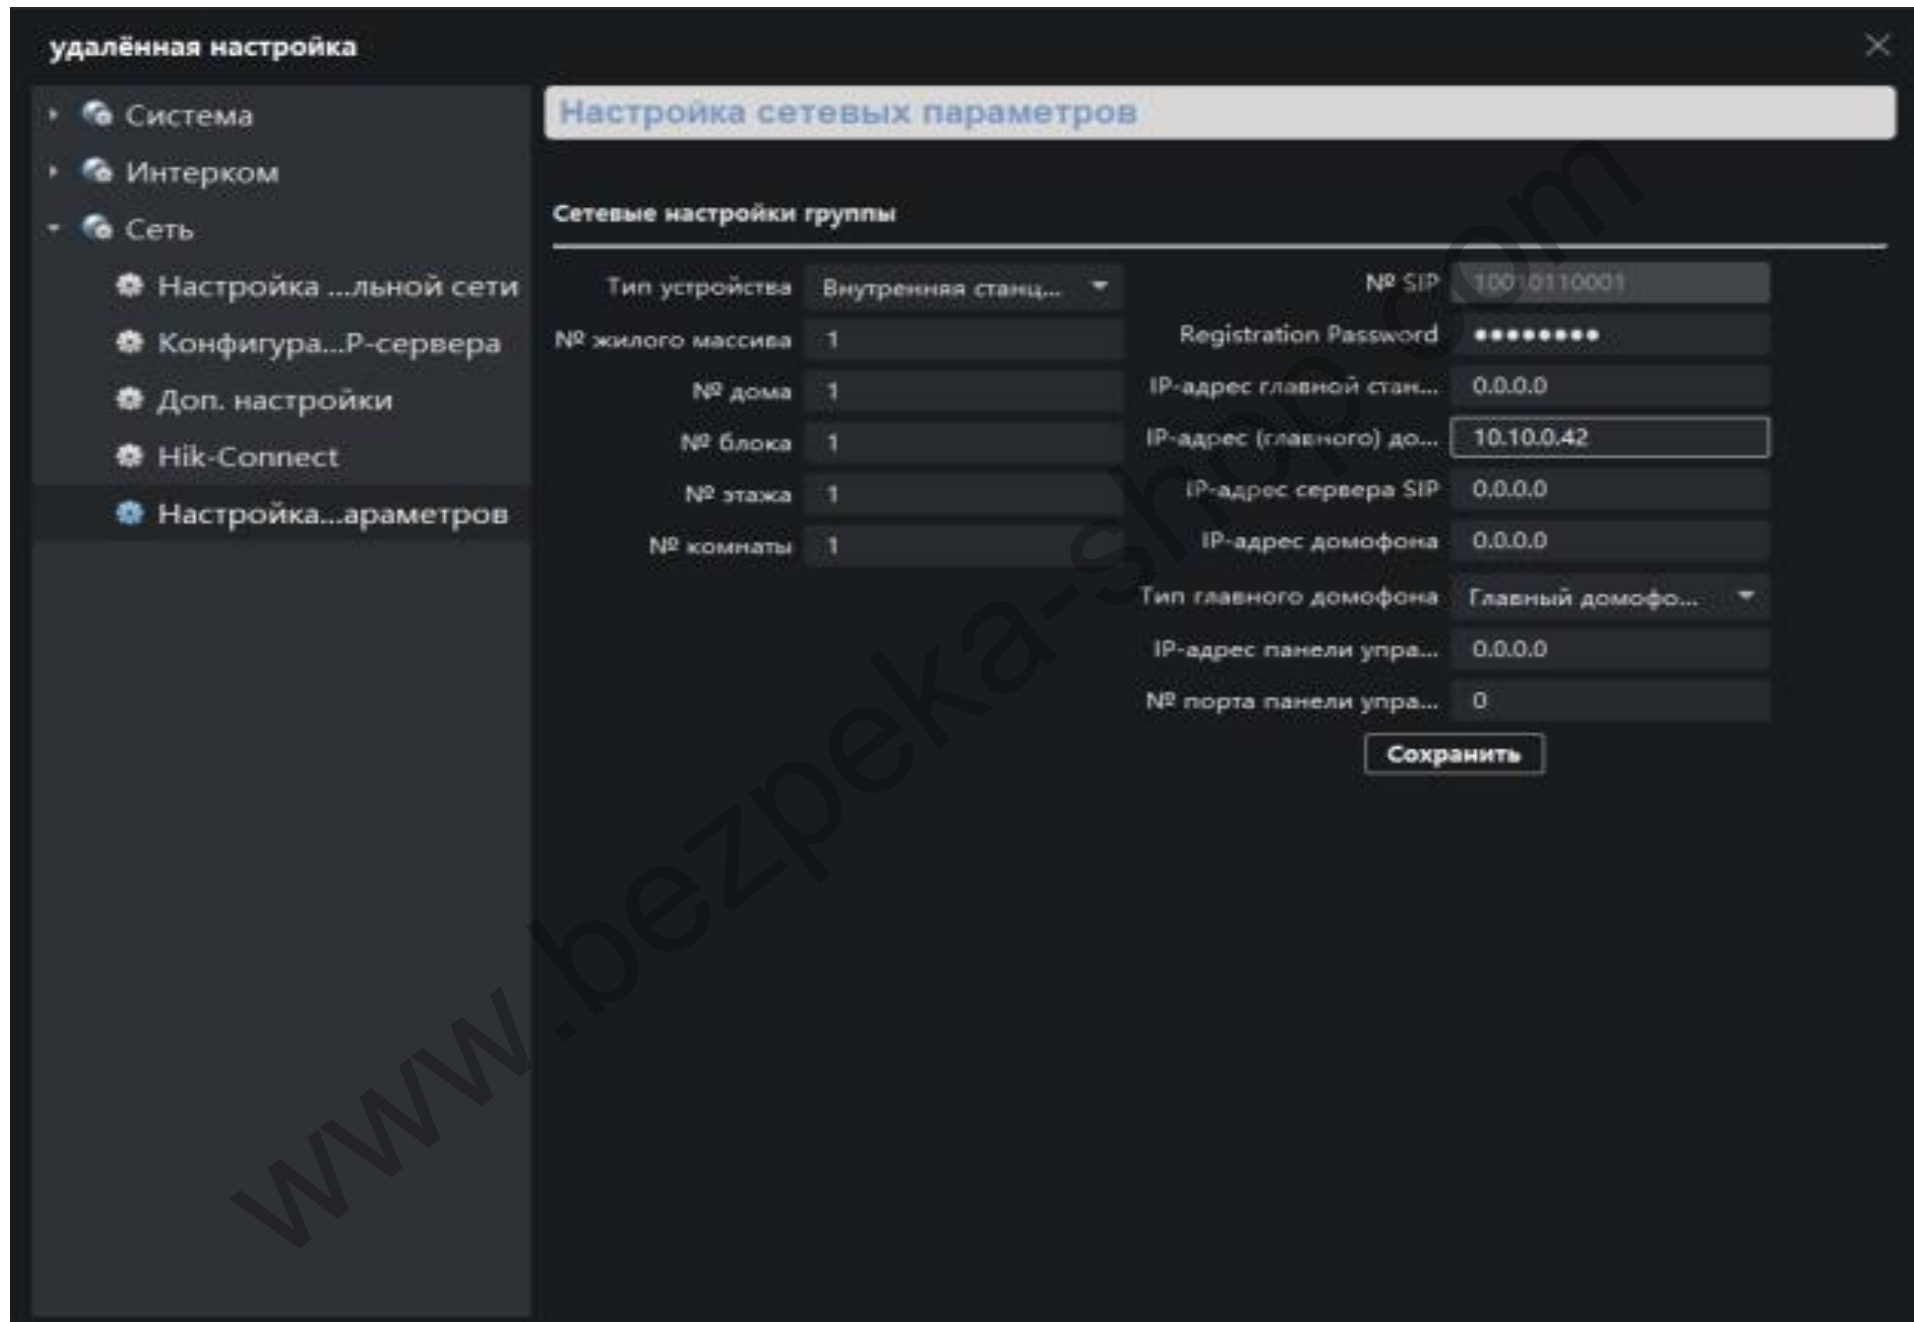 удалённая настройка
Система
Интерком
Сеть
Настройка ...льной сети
Конфигура...Р-сервера
Доп. настройки
Hik-Connect
Настройка...араметров
Настройка сетевых параметров
Сетевые настройки группы
Тип устройства Внутренняя станц...
№ жилого массива 1
№ дома 1
№ блока 1
№ этажа 1
№ комнаты 1
№ SIP 10010110001
Registration Password ●●●●●●●●
IP-адрес главной стан... 0.0.0.0
IP-адрес (главного) до... 10.10.0.42
IP-адрес сервера SIP 0.0.0.0
IP-адрес домофона 0.0.0.0
Тип главного домофона Главный домофо...
IP-адрес панели упра... 0.0.0.0
№ порта панели упра... 0
Сохранить
www.bezpeka-shop.com